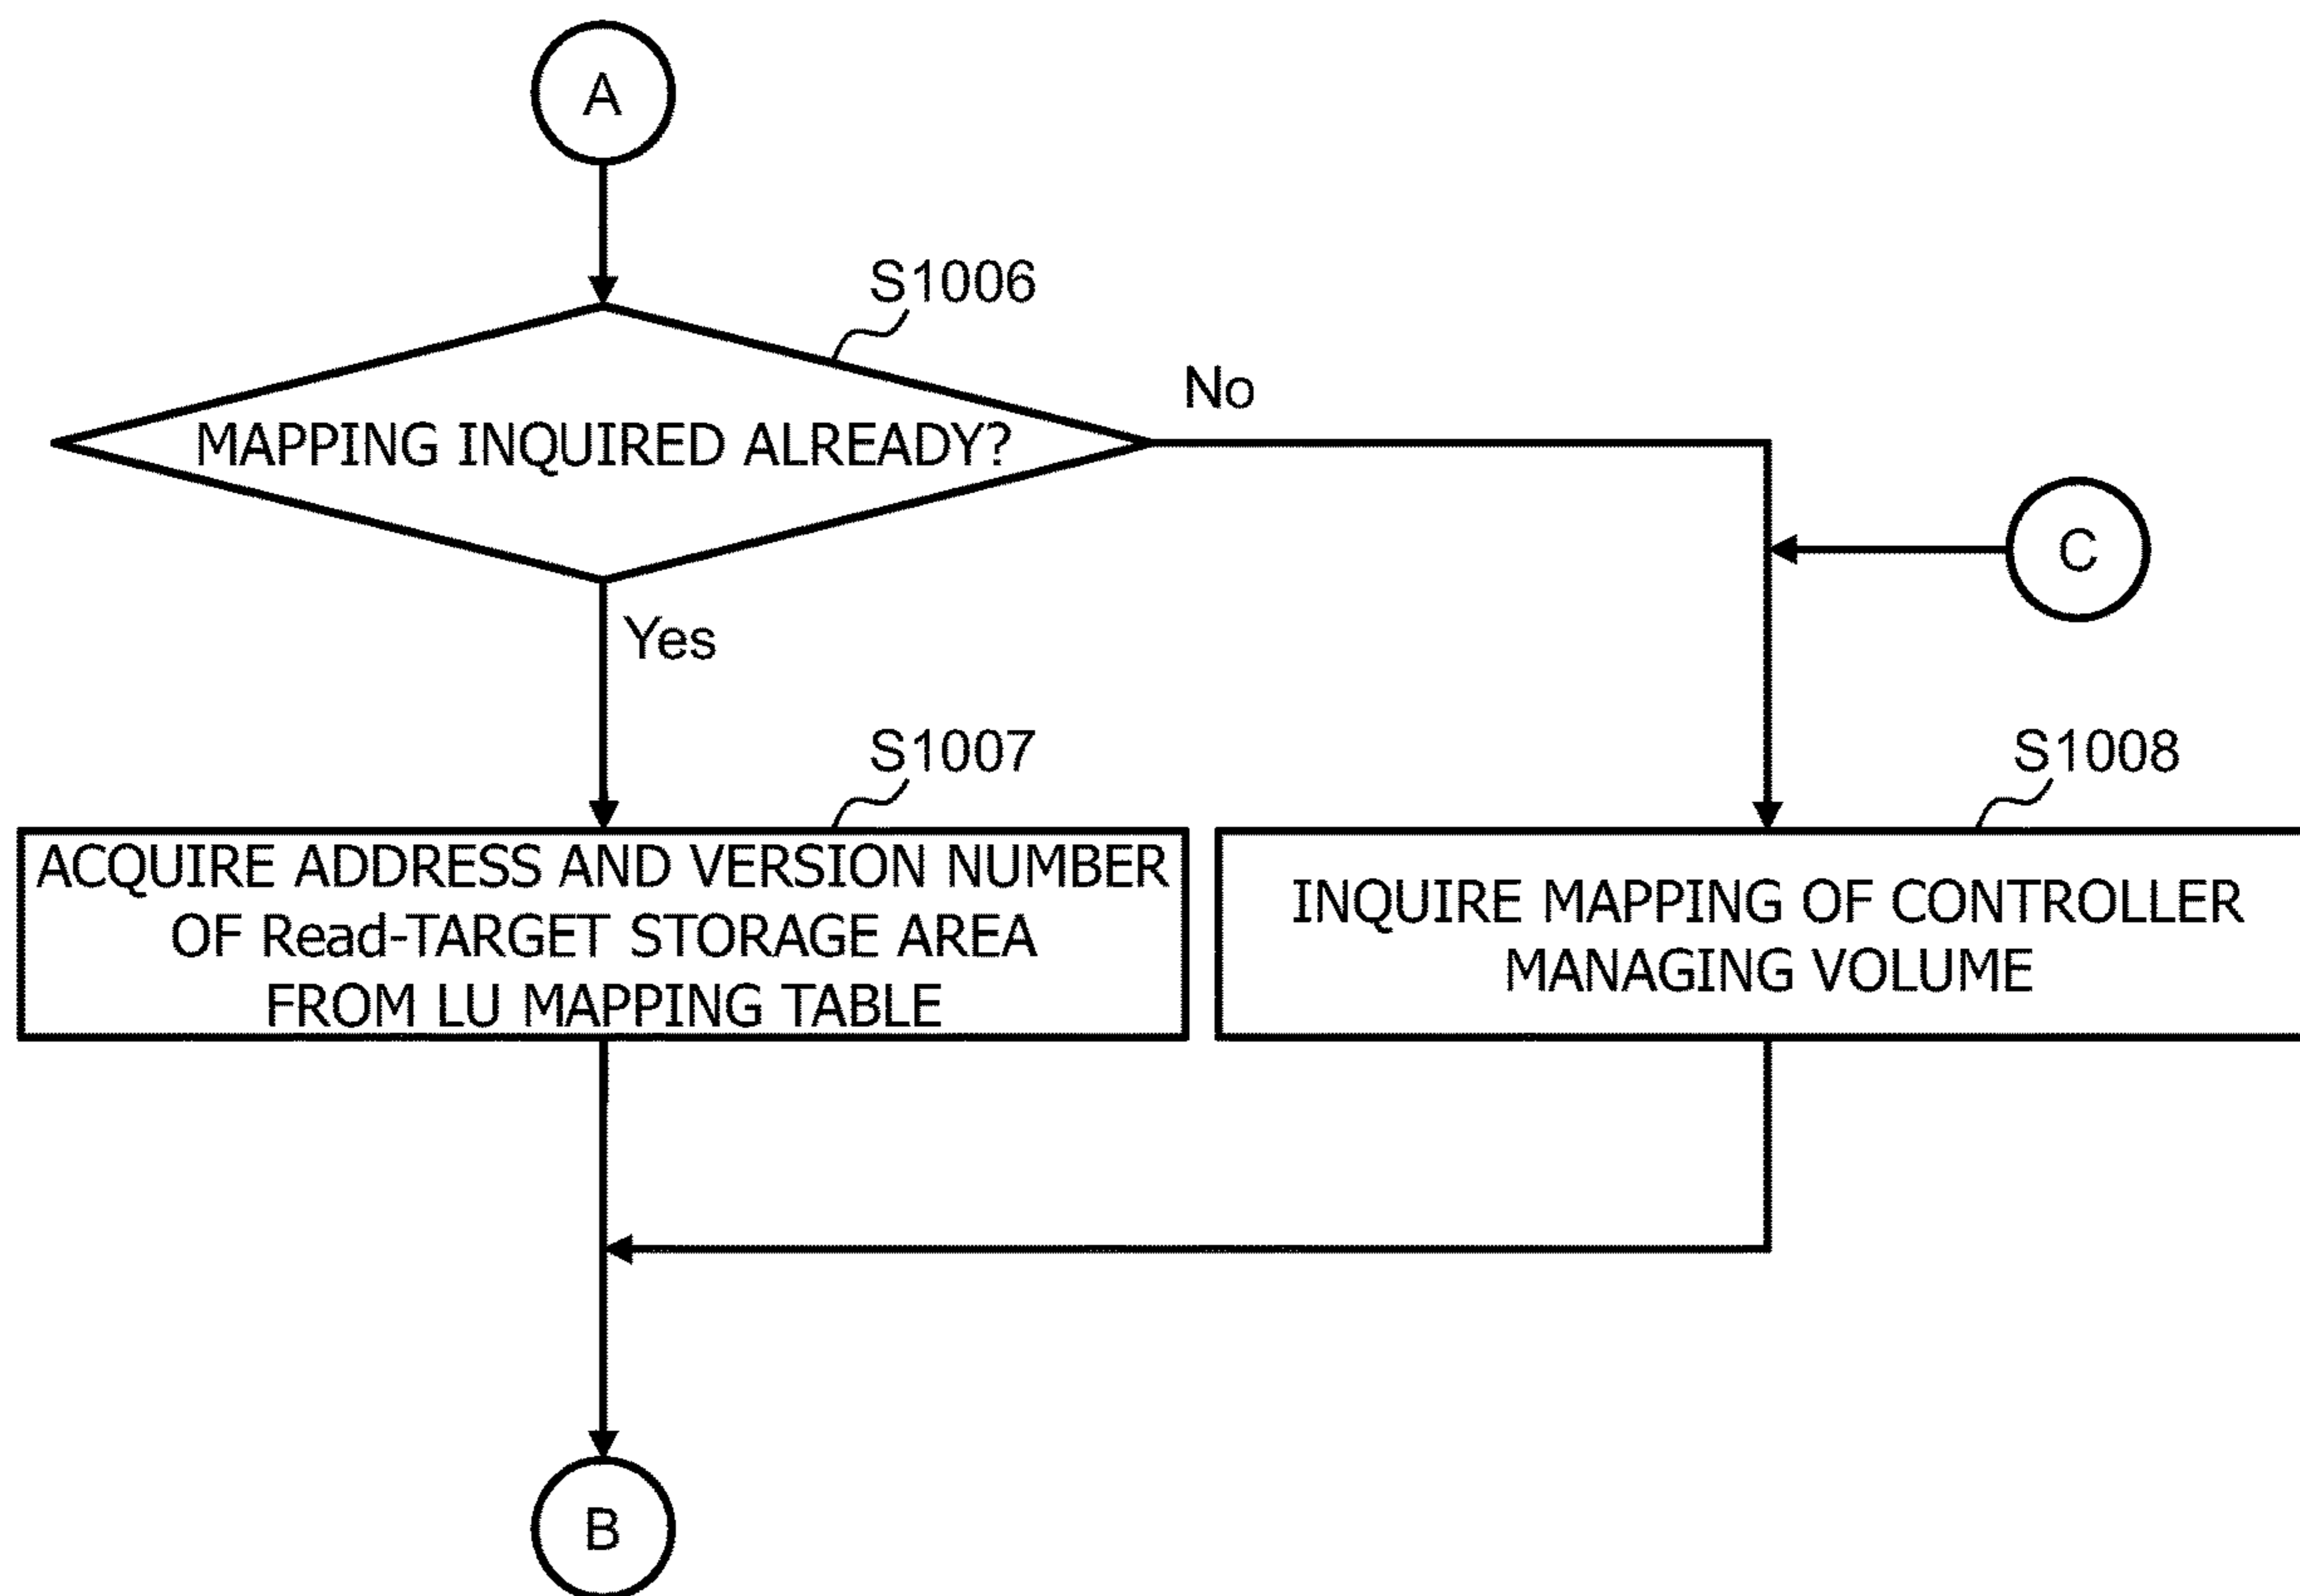 A
S1006
No
MAPPING INQUIRED ALREADY?
C
Yes
S1007
S1008
ACQUIRE ADDRESS AND VERSION NUMBER
OF Read-TARGET STORAGE AREA
FROM LU MAPPING TABLE
INQUIRE MAPPING OF CONTROLLER
MANAGING VOLUME
B